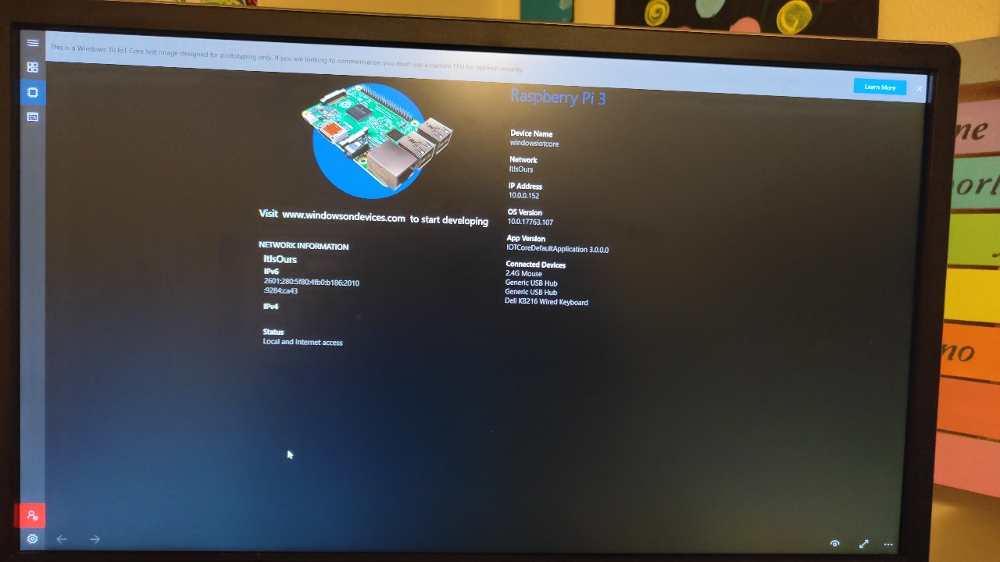 This is a Windows 10 IoT Core test image designed for prototyping only. If you are looking to commercialize, you must use a custom FFU for optimal security.
Learn More
Raspberry Pi 3
Device Name
windowsiotcore
Network
ItIsOurs
IP Address
10.0.0.152
OS Version
10.0.17763.107
App Version
IOTCoreDefaultApplication 3.0.0.0
Connected Devices
2.4G Mouse
Generic USB Hub
Generic USB Hub
Dell KB216 Wired Keyboard
Visit www.windowsondevices.com to start developing
NETWORK INFORMATION
ItIsOurs
IPv6
2601:280:5f80:4fb0:b186:2010
:9284:ca43
IPv4
Status
Local and Internet access
ne
orl
no